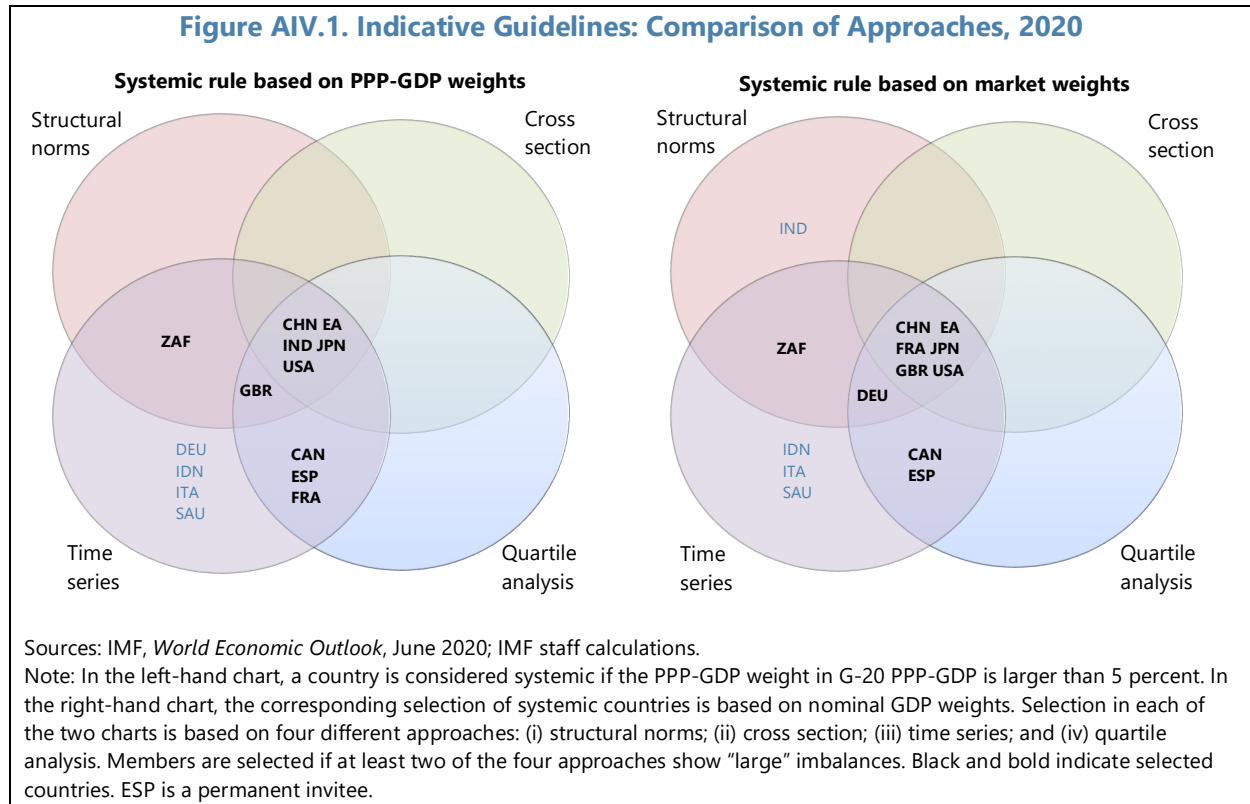 Figure AIV.1. Indicative Guidelines: Comparison of Approaches, 2020
Systemic rule based on PPP-GDP weights
Structural
norms
Cross
section
ZAF
CHN EA
IND JPN
USA
GBR
DEU
IDN
ITA
SAU
CAN
ESP
FRA
Time
series
Quartile
analysis
Systemic rule based on market weights
Structural
norms
Cross
section
IND
ZAF
CHN EA
FRA JPN
GBR USA
DEU
IDN
ITA
SAU
CAN
ESP
Time
series
Quartile
analysis
Sources: IMF, World Economic Outlook, June 2020; IMF staff calculations.
Note: In the left-hand chart, a country is considered systemic if the PPP-GDP weight in G-20 PPP-GDP is larger than 5 percent. In
the right-hand chart, the corresponding selection of systemic countries is based on nominal GDP weights. Selection in each of
the two charts is based on four different approaches: (i) structural norms; (ii) cross section; (iii) time series; and (iv) quartile
analysis. Members are selected if at least two of the four approaches show “large” imbalances. Black and bold indicate selected
countries. ESP is a permanent invitee.